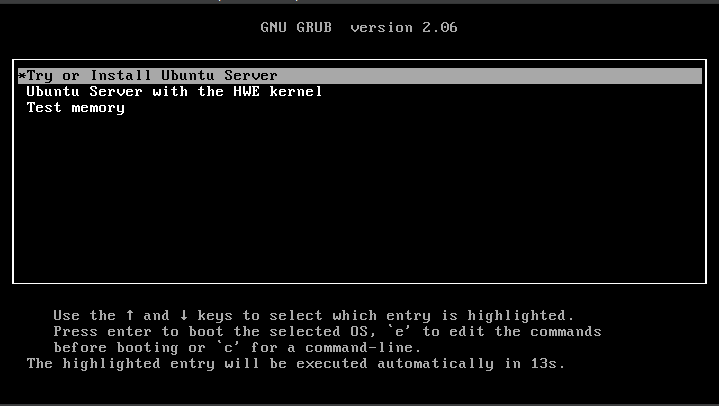 GNU GRUB  version 2.06
*Try or Install Ubuntu Server
Ubuntu Server with the HWE kernel
Test memory
Use the ↑ and ↓ keys to select which entry is highlighted.
Press enter to boot the selected OS, `e' to edit the commands
before booting or `c' for a command-line.
The highlighted entry will be executed automatically in 13s.